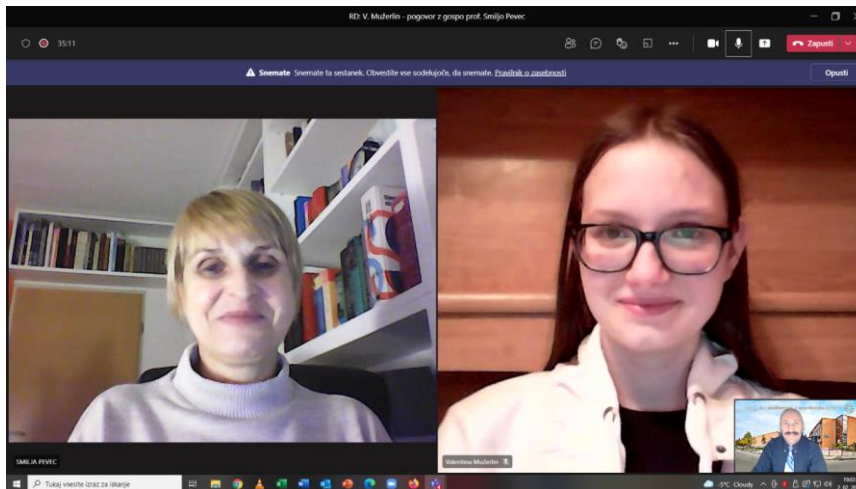 RD: V. Mužerlin - pogovor z gospo prof. Smiljo Pevec
35:11
Zapusti
Snemate Snemate ta sestanek. Obvestite vse sodelujoče, da snemate. Pravilnik o zasebnosti
Opusti
SMILJA PEVEC
Valentina Mužerlin
Tukaj vnesite izraz za iskanje
-5°C Cloudy